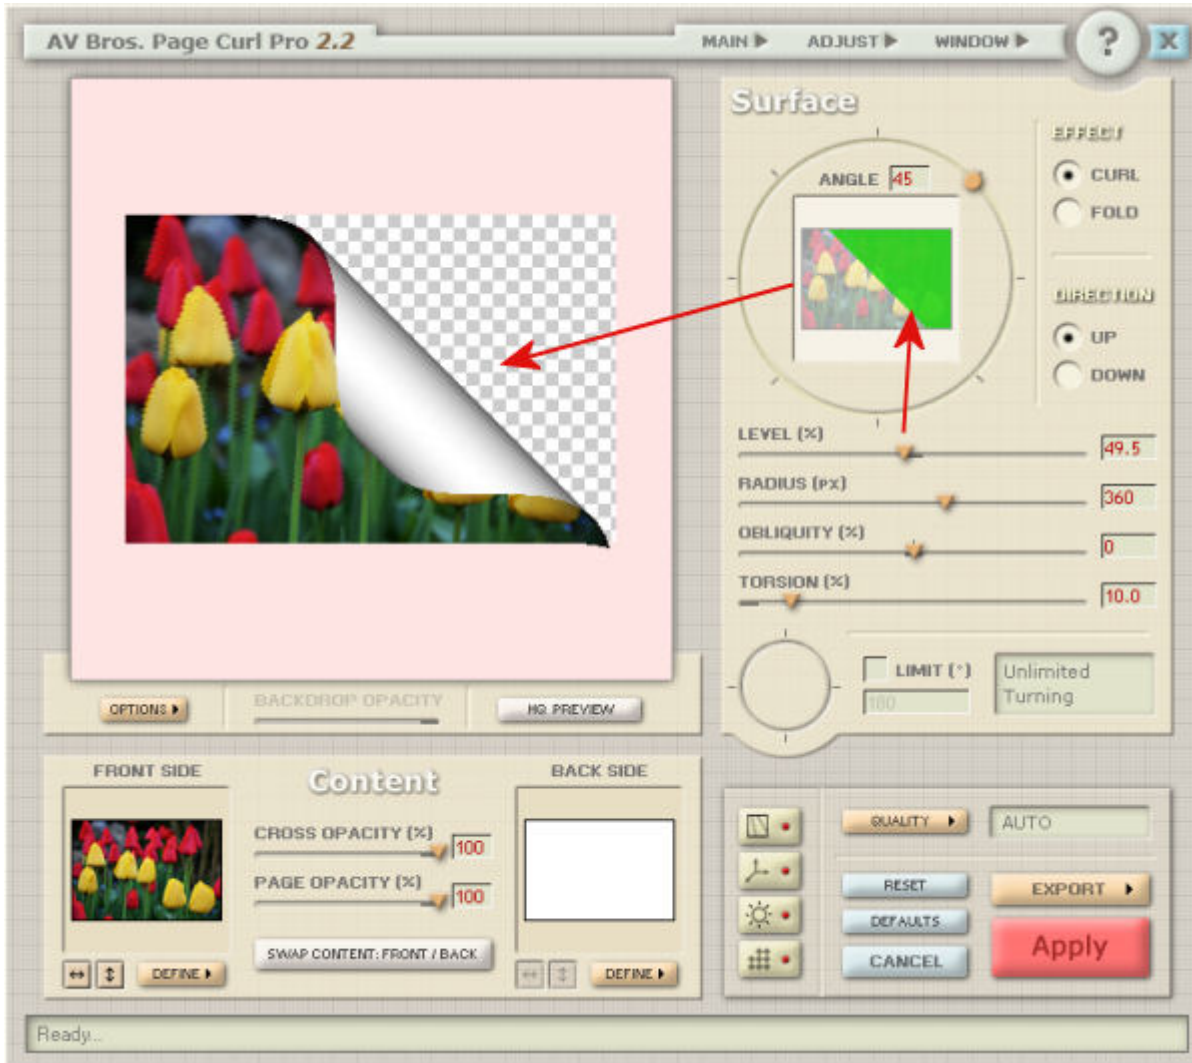 AV Bros. Page Curl Pro 2.2
MAIN ADJUST WINDOW ? X
Surface
ANGLE 45
EFFECT
CURL
FOLD
DIRECTION
UP
DOWN
LEVEL (%) 49.5
RADIUS (PX) 360
OBLIQUITY (%) 0
TORSION (%) 10.0
LIMIT (°)
180
Unlimited
Turning
OPTIONS BACKDROP OPACITY HQ PREVIEW
FRONT SIDE Content BACK SIDE
CROSS OPACITY (%) 100
PAGE OPACITY (%) 100
SWAP CONTENT: FRONT / BACK
DEFINE DEFINE
QUALITY AUTO
RESET EXPORT
DEFAULTS
CANCEL Apply
Ready...